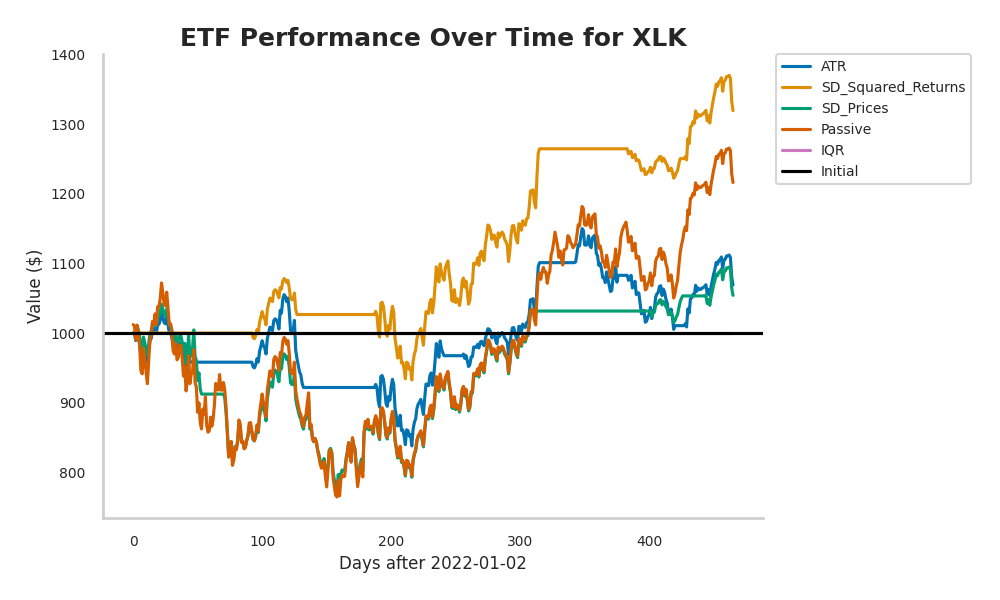 ETF Performance Over Time for XLK
1400
1300
1200
1100
1000
900
800
Value ($)
0 100 200 300 400
Days after 2022-01-02
ATR
SD_Squared_Returns
SD_Prices
Passive
IQR
Initial